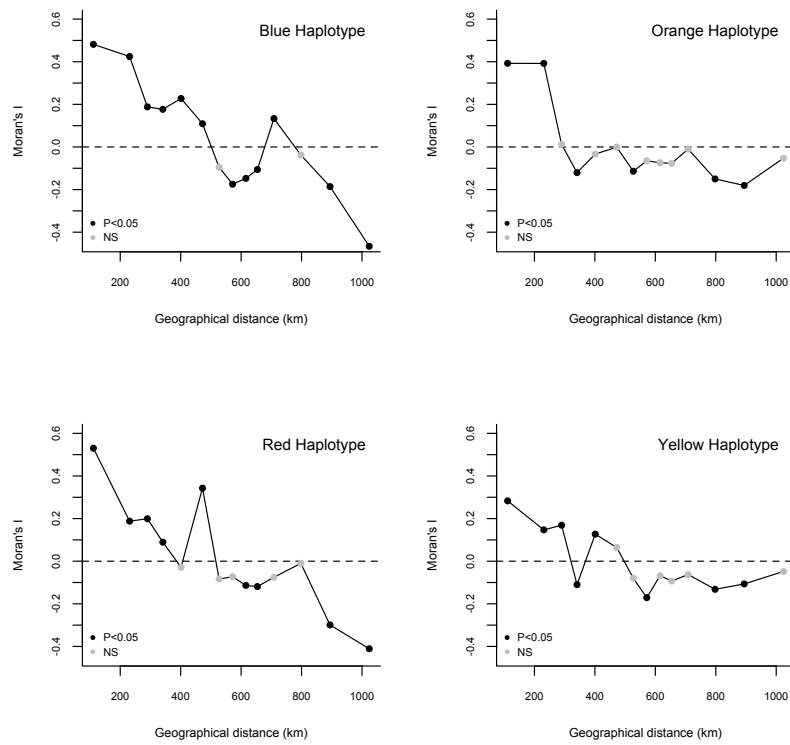 Blue Haplotype
Moran's I
0.6
0.4
0.2
0.0
-0.2
-0.4
P<0.05
NS
200 400 600 800 1000
Geographical distance (km)
Orange Haplotype
Moran's I
0.6
0.4
0.2
0.0
-0.2
-0.4
P<0.05
NS
200 400 600 800 1000
Geographical distance (km)
Red Haplotype
Moran's I
0.6
0.4
0.2
0.0
-0.2
-0.4
P<0.05
NS
200 400 600 800 1000
Geographical distance (km)
Yellow Haplotype
Moran's I
0.6
0.4
0.2
0.0
-0.2
-0.4
P<0.05
NS
200 400 600 800 1000
Geographical distance (km)